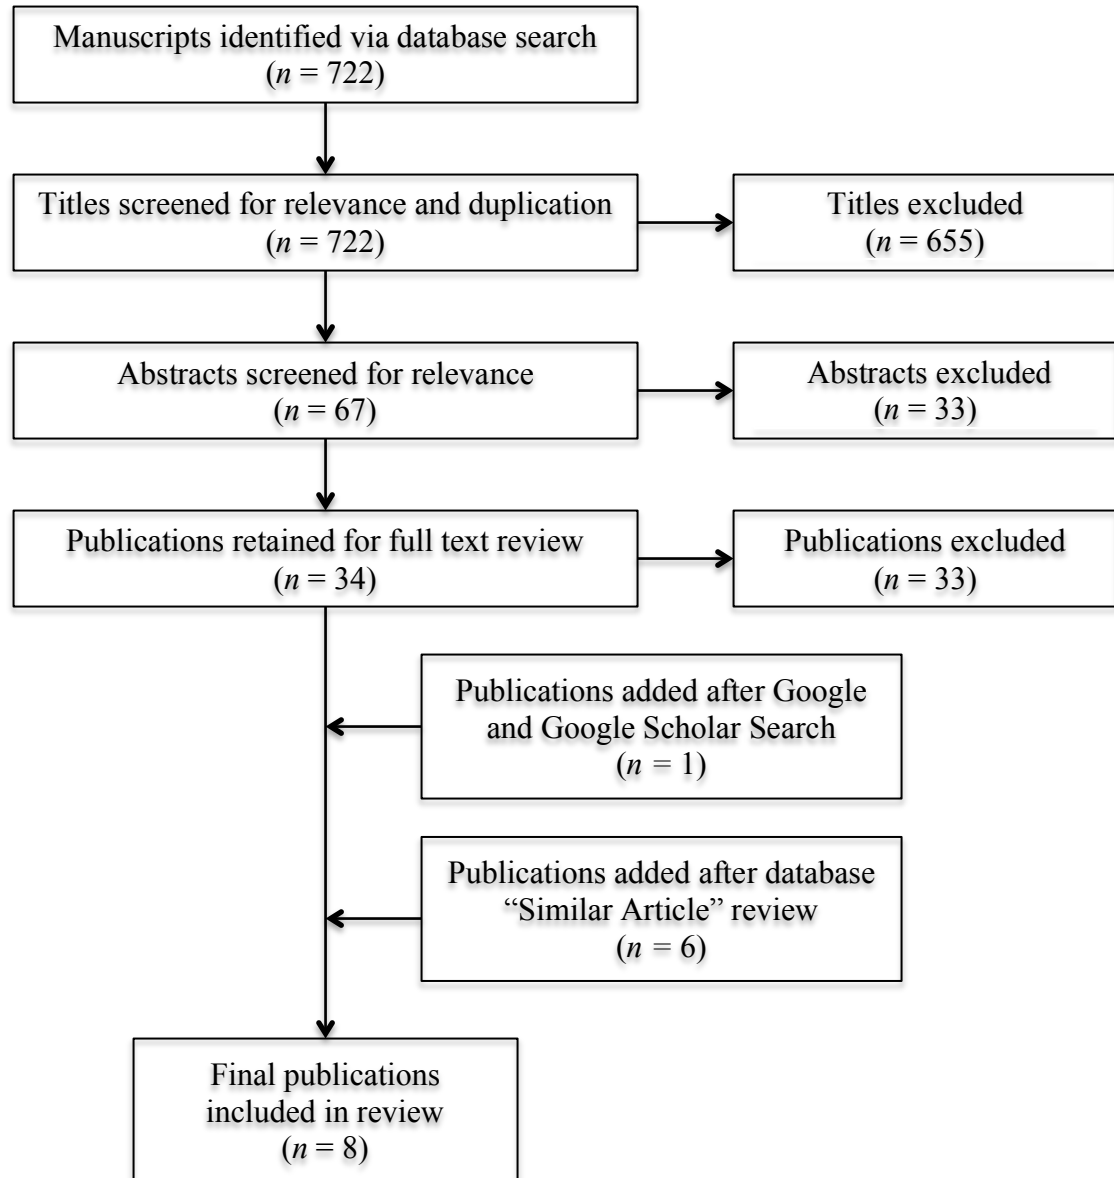 Manuscripts identified via database search
(n = 722)
Titles screened for relevance and duplication
(n = 722)
Titles excluded
(n = 655)
Abstracts screened for relevance
(n = 67)
Abstracts excluded
(n = 33)
Publications retained for full text review
(n = 34)
Publications excluded
(n = 33)
Publications added after Google
and Google Scholar Search
(n = 1)
Publications added after database
“Similar Article” review
(n = 6)
Final publications
included in review
(n = 8)